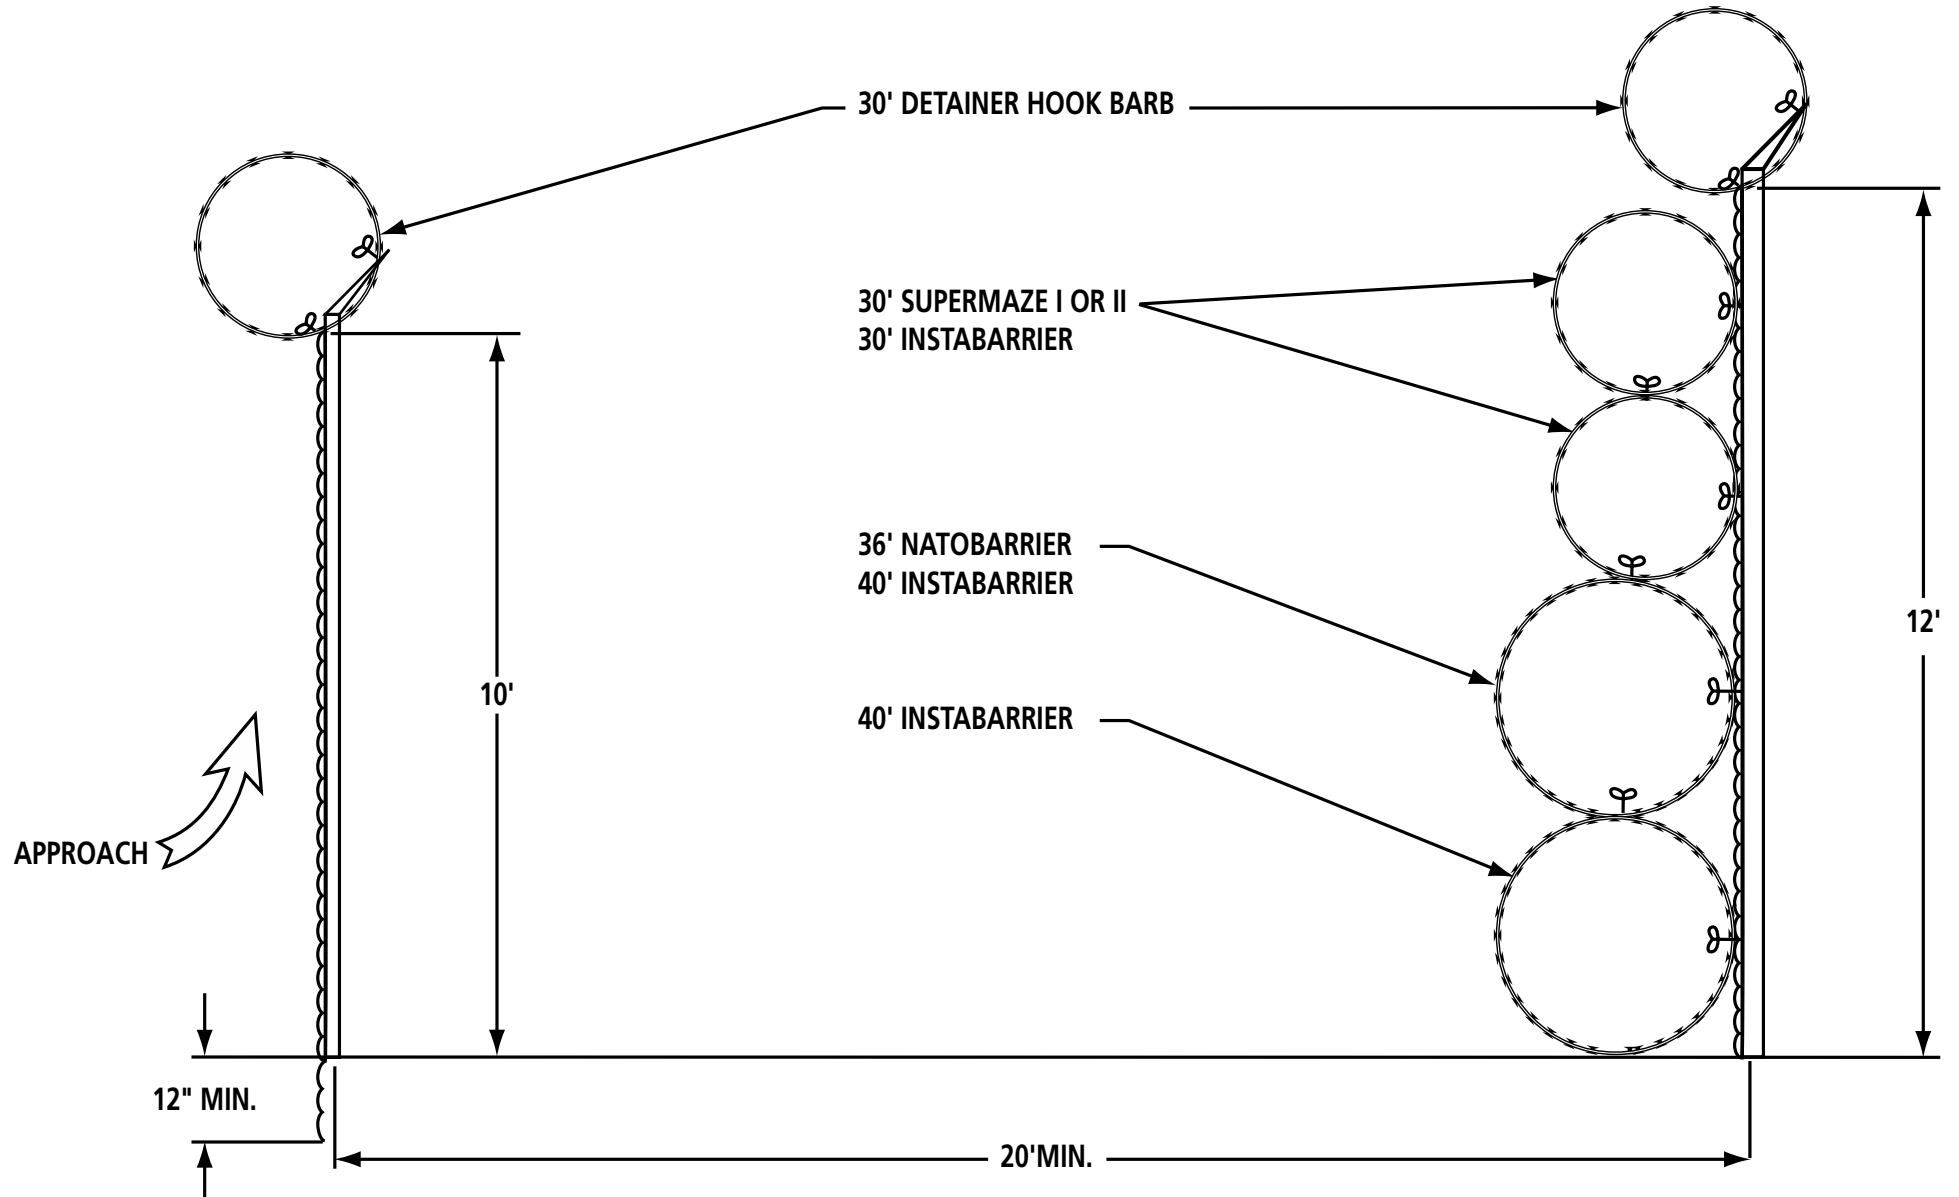 30' DETAINER HOOK BARB
30' SUPERMAZE I OR II
30' INSTABARRIER
36' NATOBARRIER
40' INSTABARRIER
12'
10'
40' INSTABARRIER
APPROACH
12" MIN.
20'MIN.